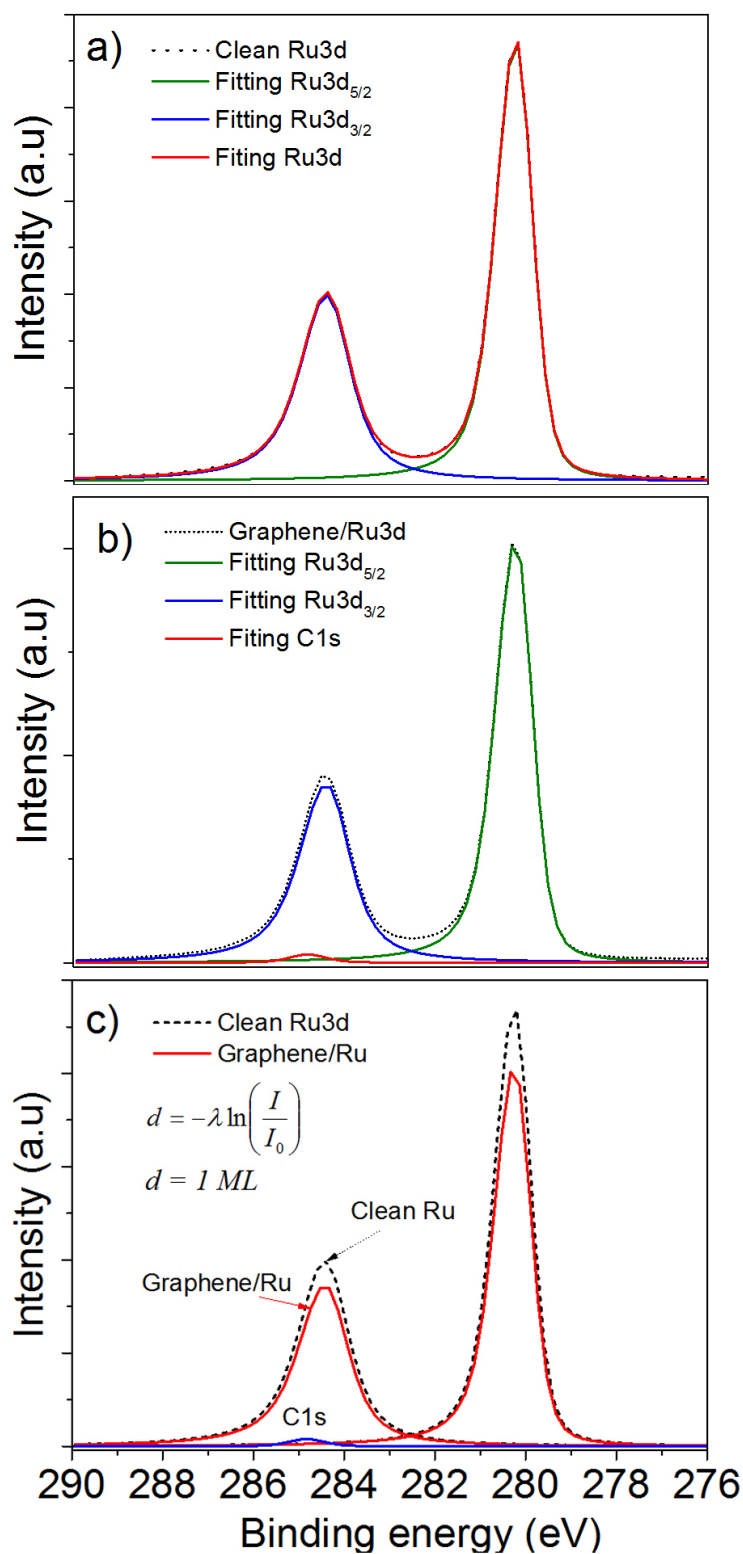 a)
Clean Ru3d
Fitting Ru3d5/2
Fitting Ru3d3/2
Fiting Ru3d
Intensity (a.u)
b)
Graphene/Ru3d
Fitting Ru3d5/2
Fitting Ru3d3/2
Fiting C1s
Intensity (a.u)
c)
Clean Ru3d
Graphene/Ru
d = −λ ln(I/I0)
d = 1 ML
Clean Ru
Graphene/Ru
C1s
Intensity (a.u)
290 288 286 284 282 280 278 276
Binding energy (eV)